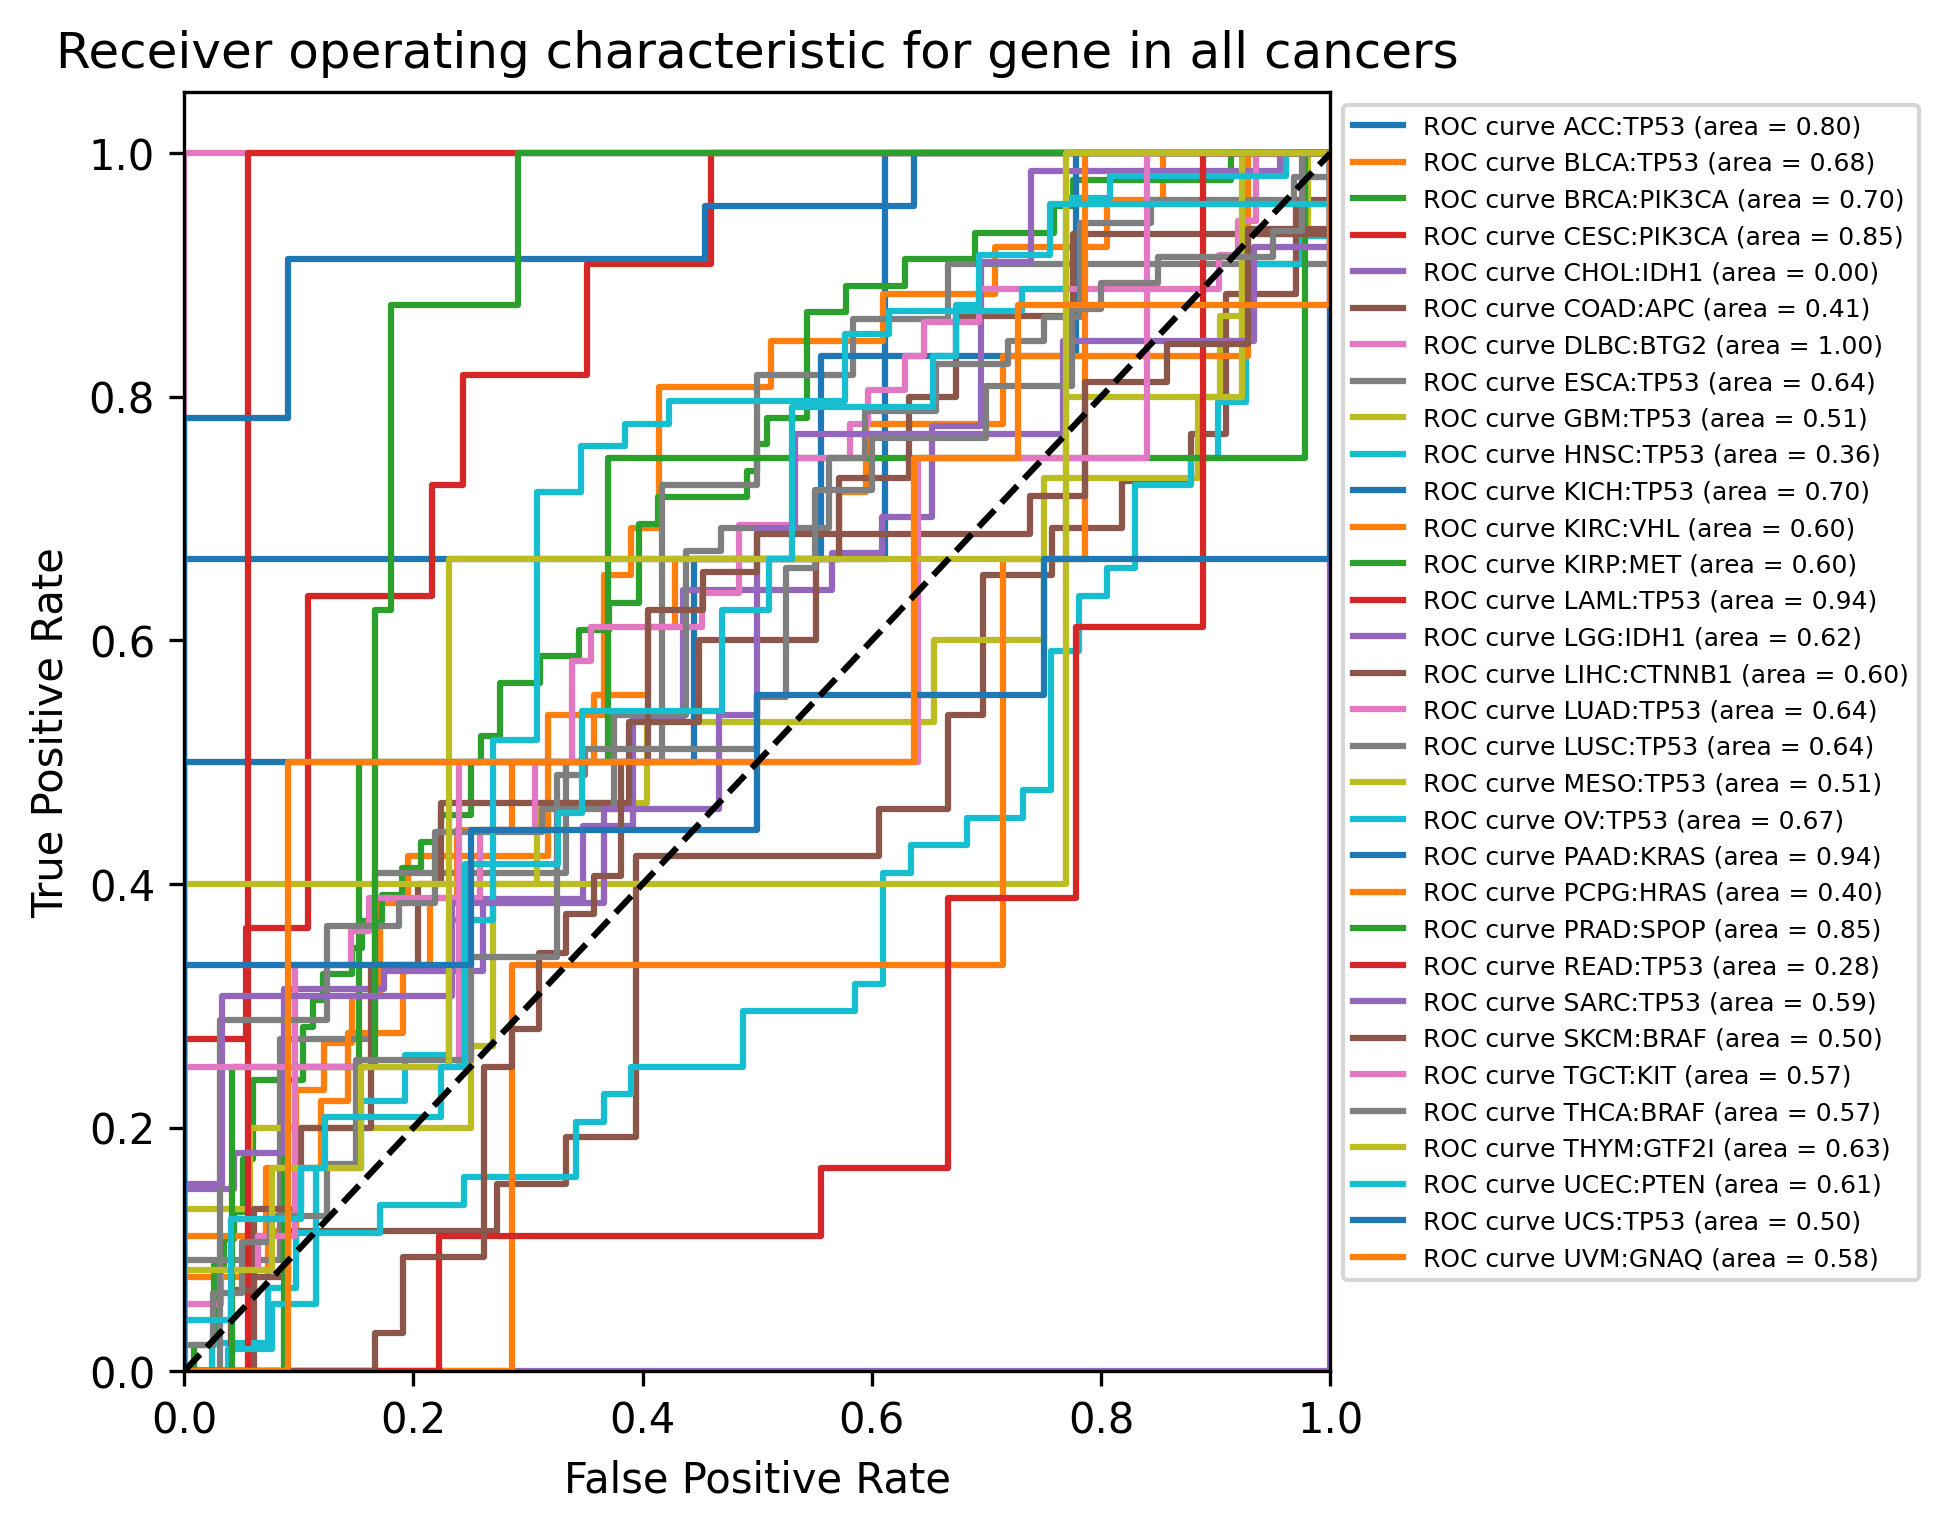 Receiver operating characteristic for gene in all cancers
True Positive Rate
1.0
0.8
0.6
0.4
0.2
0.0
0.0 0.2 0.4 0.6 0.8 1.0
False Positive Rate
ROC curve ACC:TP53 (area = 0.80)
ROC curve BLCA:TP53 (area = 0.68)
ROC curve BRCA:PIK3CA (area = 0.70)
ROC curve CESC:PIK3CA (area = 0.85)
ROC curve CHOL:IDH1 (area = 0.00)
ROC curve COAD:APC (area = 0.41)
ROC curve DLBC:BTG2 (area = 1.00)
ROC curve ESCA:TP53 (area = 0.64)
ROC curve GBM:TP53 (area = 0.51)
ROC curve HNSC:TP53 (area = 0.36)
ROC curve KICH:TP53 (area = 0.70)
ROC curve KIRC:VHL (area = 0.60)
ROC curve KIRP:MET (area = 0.60)
ROC curve LAML:TP53 (area = 0.94)
ROC curve LGG:IDH1 (area = 0.62)
ROC curve LIHC:CTNNB1 (area = 0.60)
ROC curve LUAD:TP53 (area = 0.64)
ROC curve LUSC:TP53 (area = 0.64)
ROC curve MESO:TP53 (area = 0.51)
ROC curve OV:TP53 (area = 0.67)
ROC curve PAAD:KRAS (area = 0.94)
ROC curve PCPG:HRAS (area = 0.40)
ROC curve PRAD:SPOP (area = 0.85)
ROC curve READ:TP53 (area = 0.28)
ROC curve SARC:TP53 (area = 0.59)
ROC curve SKCM:BRAF (area = 0.50)
ROC curve TGCT:KIT (area = 0.57)
ROC curve THCA:BRAF (area = 0.57)
ROC curve THYM:GTF2I (area = 0.63)
ROC curve UCEC:PTEN (area = 0.61)
ROC curve UCS:TP53 (area = 0.50)
ROC curve UVM:GNAQ (area = 0.58)